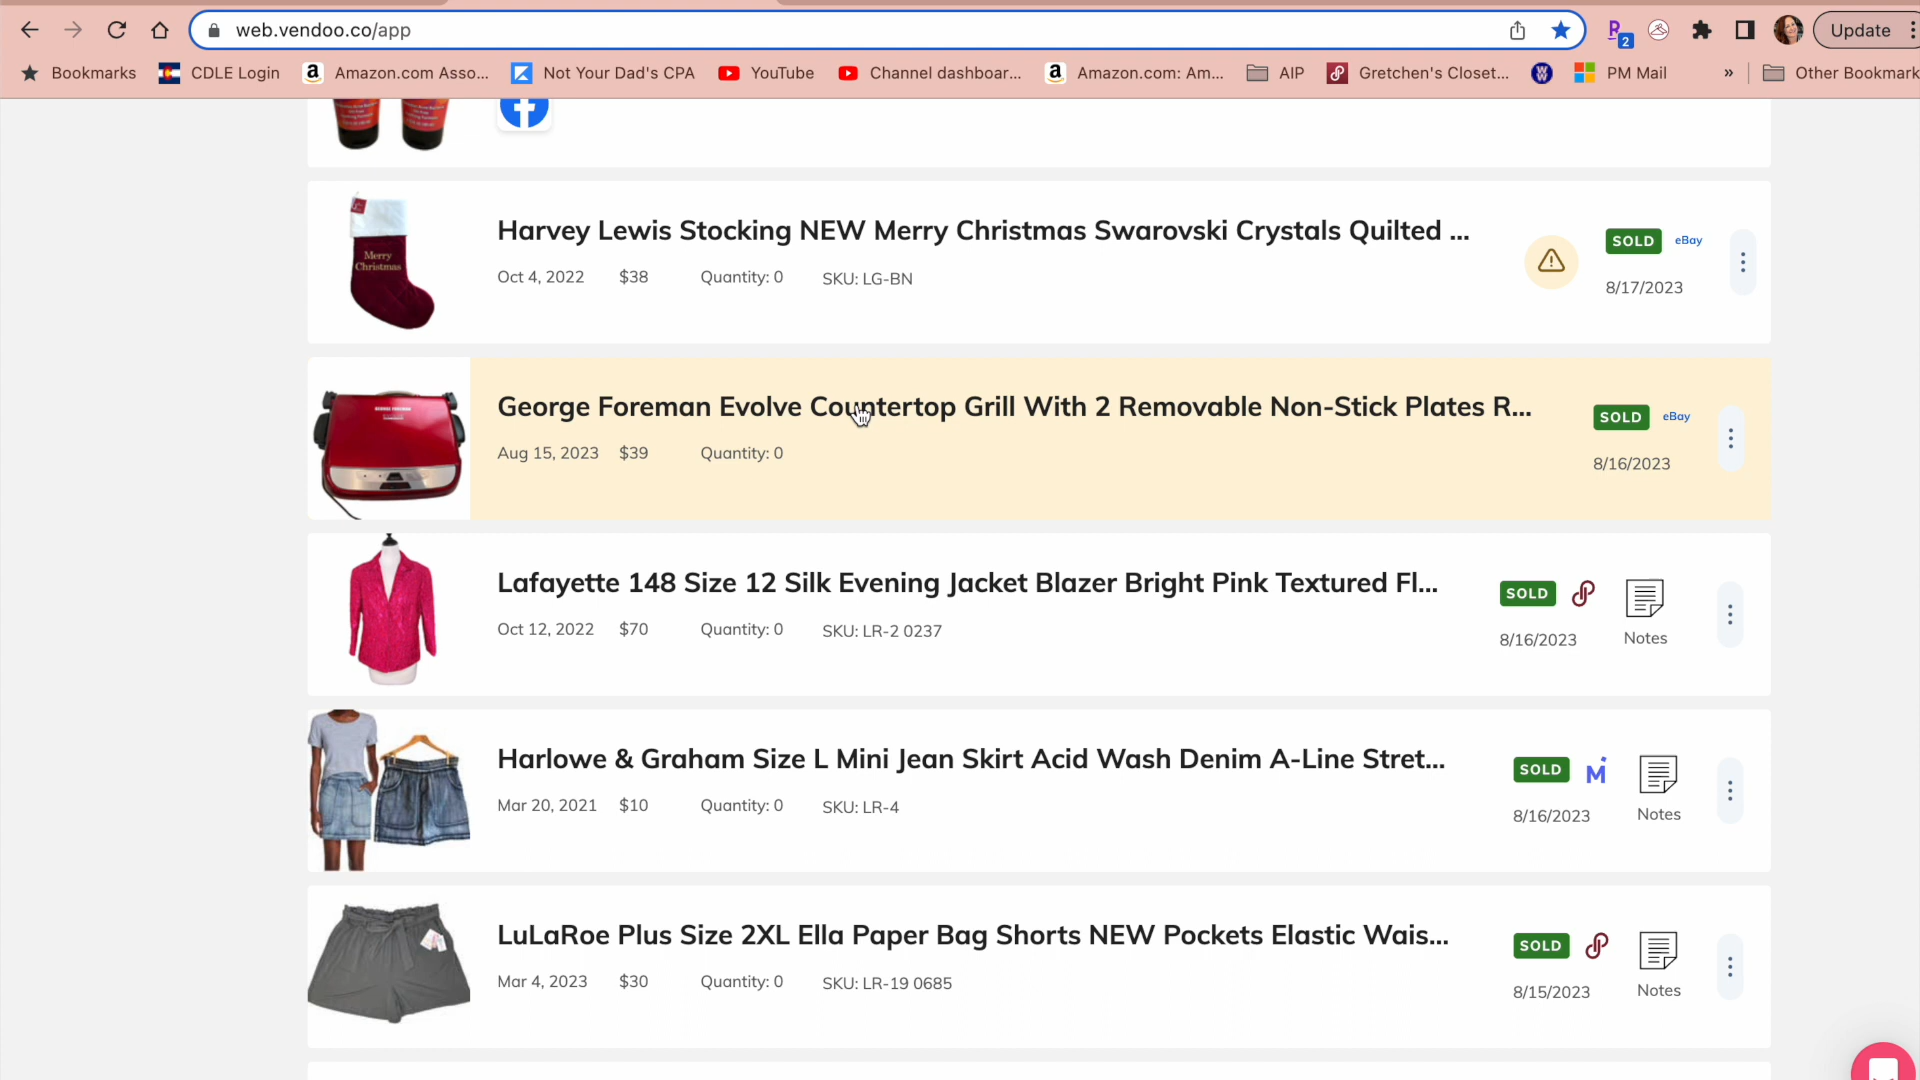 web.vendoo.co/app
Update
2
Bookmarks
CDLE Login
Amazon.com Asso...
Not Your Dad's CPA
YouTube
Channel dashboar...
Amazon.com: Am...
AIP
Gretchen's Closet...
PM Mail
»
Other Bookmark
Merry
Christmas
Harvey Lewis Stocking NEW Merry Christmas Swarovski Crystals Quilted ...
Oct 4, 2022 $38 Quantity: 0 SKU: LG-BN
SOLD eBay
8/17/2023
GEORGE FOREMAN
George Foreman Evolve Countertop Grill With 2 Removable Non-Stick Plates R...
Aug 15, 2023 $39 Quantity: 0
SOLD eBay
8/16/2023
Lafayette 148 Size 12 Silk Evening Jacket Blazer Bright Pink Textured Fl...
Oct 12, 2022 $70 Quantity: 0 SKU: LR-2 0237
SOLD
8/16/2023
Notes
Harlowe & Graham Size L Mini Jean Skirt Acid Wash Denim A-Line Stret...
Mar 20, 2021 $10 Quantity: 0 SKU: LR-4
SOLD
8/16/2023
Notes
LuLaRoe Plus Size 2XL Ella Paper Bag Shorts NEW Pockets Elastic Wais...
Mar 4, 2023 $30 Quantity: 0 SKU: LR-19 0685
SOLD
8/15/2023
Notes